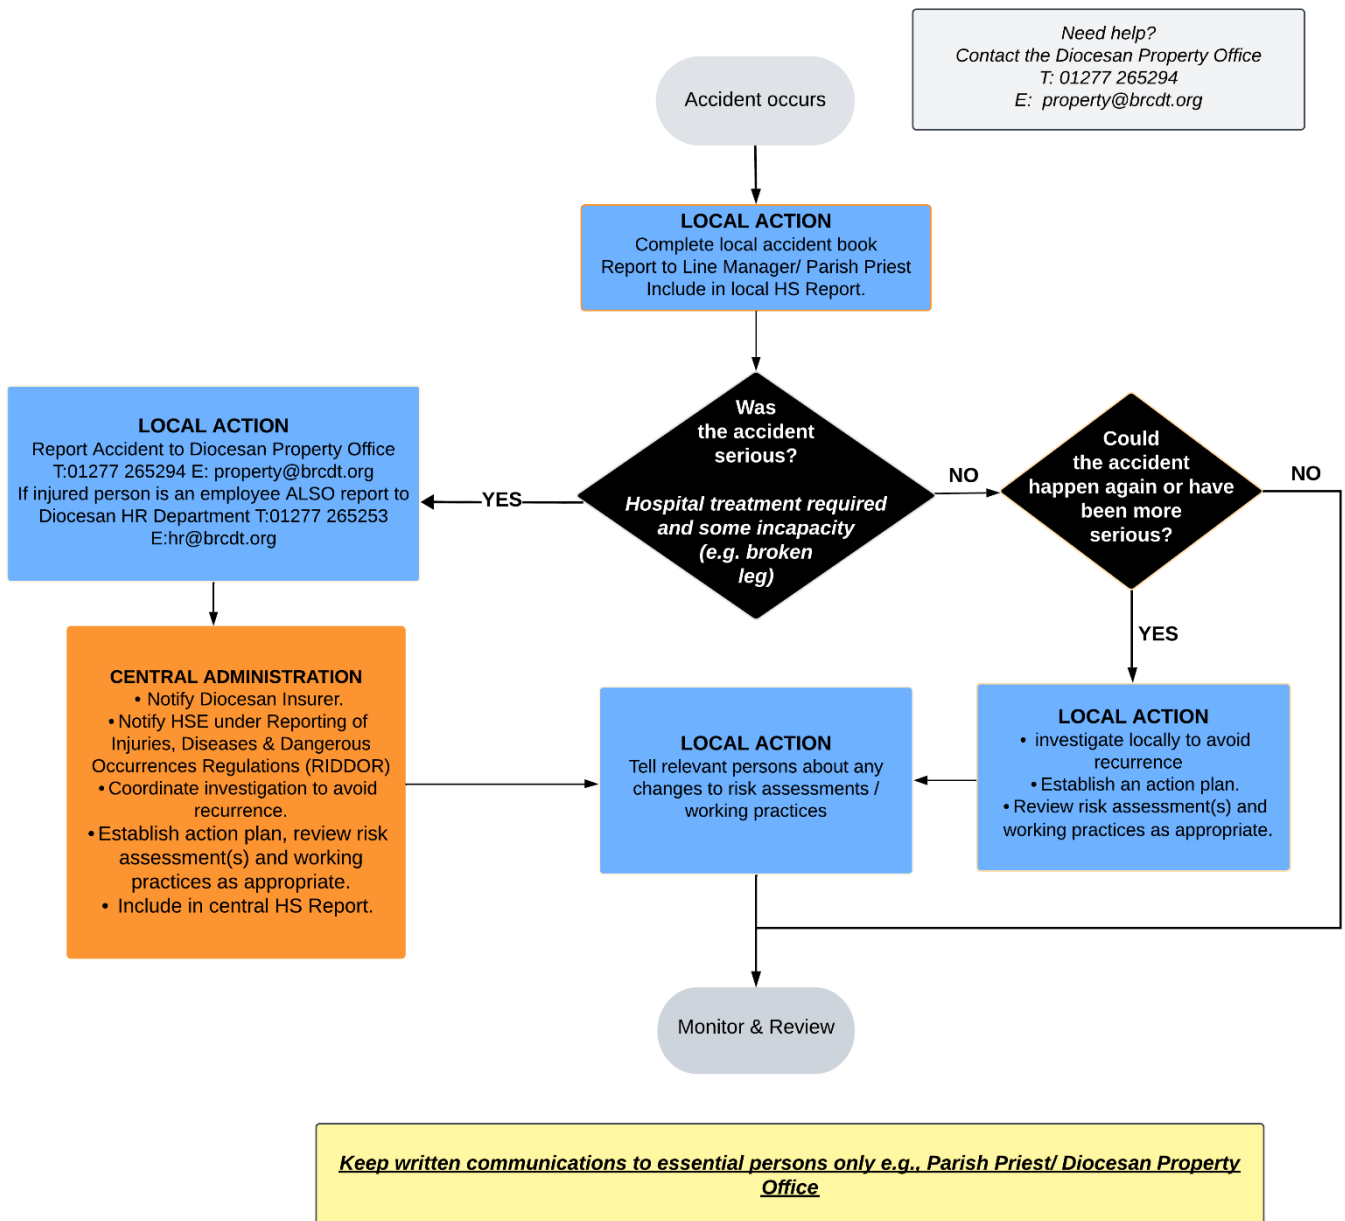 Need help?
Contact the Diocesan Property Office
T: 01277 265294
E:  property@brcdt.org
Accident occurs
LOCAL ACTION
Complete local accident book
Report to Line Manager/ Parish Priest
Include in local HS Report.
Was
the accident
serious?
Hospital treatment required
and some incapacity
(e.g. broken
leg)
YES
NO
LOCAL ACTION
Report Accident to Diocesan Property Office
T:01277 265294 E: property@brcdt.org
If injured person is an employee ALSO report to
Diocesan HR Department T:01277 265253
E:hr@brcdt.org
Could
the accident
happen again or have
been more
serious?
NO
YES
CENTRAL ADMINISTRATION
• Notify Diocesan Insurer.
• Notify HSE under Reporting of
Injuries, Diseases & Dangerous
Occurrences Regulations (RIDDOR)
• Coordinate investigation to avoid
recurrence.
• Establish action plan, review risk
assessment(s) and working
practices as appropriate.
• Include in central HS Report.
LOCAL ACTION
Tell relevant persons about any
changes to risk assessments /
working practices
LOCAL ACTION
• investigate locally to avoid
recurrence
• Establish an action plan.
• Review risk assessment(s) and
working practices as appropriate.
Monitor & Review
Keep written communications to essential persons only e.g., Parish Priest/ Diocesan Property
Office